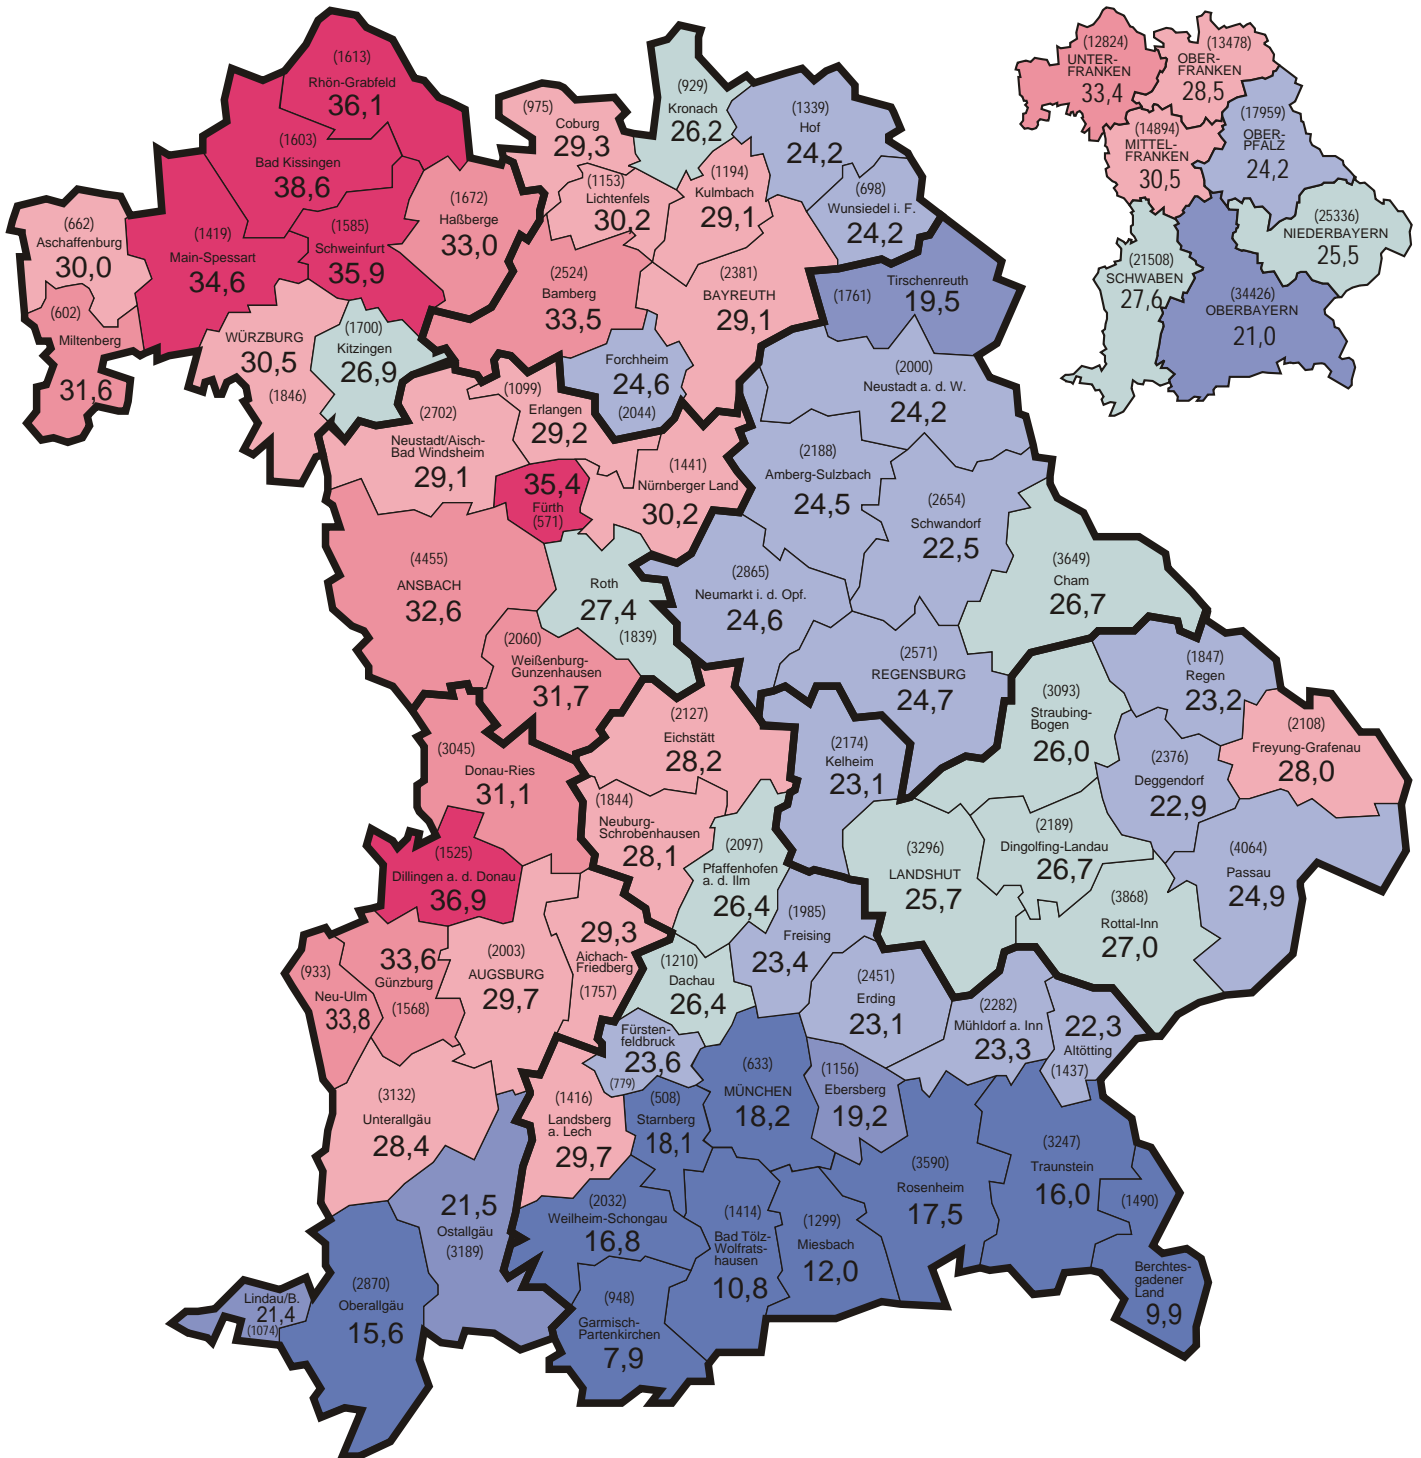 (1613)
Rhön-Grabfeld
36,1
(1603)
Bad Kissingen
38,6
(1419)
Main-Spessart
34,6
(1585)
Schweinfurt
35,9
(1672)
Haßberge
33,0
(662)
Aschaffenburg
30,0
(602)
Miltenberg
31,6
WÜRZBURG
30,5
(1846)
(1700)
Kitzingen
26,9
(975)
Coburg
29,3
(929)
Kronach
26,2
(1339)
Hof
24,2
(1153)
Lichtenfels
30,2
(1194)
Kulmbach
29,1
(698)
Wunsiedel i. F.
24,2
(2524)
Bamberg
33,5
(2381)
BAYREUTH
29,1
Forchheim
24,6
(2044)
(1761)
Tirschenreuth
19,5
(2000)
Neustadt a. d. W.
24,2
(2188)
Amberg-Sulzbach
24,5
(2654)
Schwandorf
22,5
(3649)
Cham
26,7
(2865)
Neumarkt i. d. Opf.
24,6
(2571)
REGENSBURG
24,7
(2702)
Neustadt/Aisch-
Bad Windsheim
29,1
(1099)
Erlangen
29,2
35,4
Fürth
(571)
(1441)
Nürnberger Land
30,2
(4455)
ANSBACH
32,6
Roth
27,4
(1839)
(2060)
Weißenburg-
Gunzenhausen
31,7
(3045)
Donau-Ries
31,1
(1525)
Dillingen a. d. Donau
36,9
(933)
Neu-Ulm
33,8
33,6
Günzburg
(1568)
(2003)
AUGSBURG
29,7
29,3
Aichach-
Friedberg
(1757)
(3132)
Unterallgäu
28,4
21,5
Ostallgäu
(3189)
(2870)
Oberallgäu
15,6
Lindau/B.
21,4
(1074)
(2127)
Eichstätt
28,2
(1844)
Neuburg-
Schrobenhausen
28,1
(2097)
Pfaffenhofen
a. d. Ilm
26,4
(1985)
Freising
23,4
(1210)
Dachau
26,4
(2451)
Erding
23,1
(2282)
Mühldorf a. Inn
23,3
22,3
Altötting
(1437)
Fürsten-
feldbruck
23,6
(779)
(633)
MÜNCHEN
18,2
(1156)
Ebersberg
19,2
(1416)
Landsberg
a. Lech
29,7
(508)
Starnberg
18,1
(2032)
Weilheim-Schongau
16,8
(1414)
Bad Tölz-
Wolfrats-
hausen
10,8
(1299)
Miesbach
12,0
(3590)
Rosenheim
17,5
(3247)
Traunstein
16,0
(1490)
Berchtes-
gadener
Land
9,9
(948)
Garmisch-
Partenkirchen
7,9
(2174)
Kelheim
23,1
(3093)
Straubing-
Bogen
26,0
(1847)
Regen
23,2
(2108)
Freyung-Grafenau
28,0
(2376)
Deggendorf
22,9
(3296)
LANDSHUT
25,7
(2189)
Dingolfing-Landau
26,7
(3868)
Rottal-Inn
27,0
(4064)
Passau
24,9
(12824)
UNTER-
FRANKEN
33,4
(13478)
OBER-
FRANKEN
28,5
(14894)
MITTEL-
FRANKEN
30,5
(17959)
OBER-
PFALZ
24,2
(25336)
NIEDERBAYERN
25,5
(21508)
SCHWABEN
27,6
(34426)
OBERBAYERN
21,0